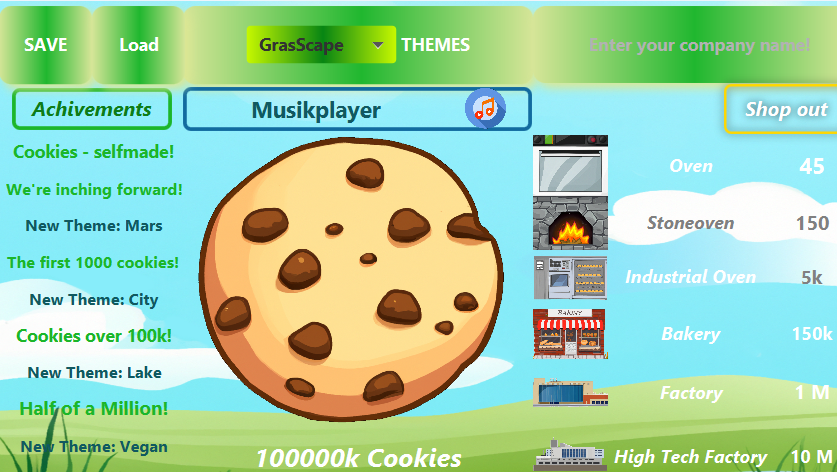 SAVE
Load
GrasScape
THEMES
Enter your company name!
Achivements
Musikplayer
Shop out
Cookies - selfmade!
We're inching forward!
New Theme: Mars
The first 1000 cookies!
New Theme: City
Cookies over 100k!
New Theme: Lake
Half of a Million!
New Theme: Vegan
100000k Cookies
Oven 45
Stoneoven 150
Industrial Oven 5k
BAKERY
Bakery 150k
Factory 1 M
High Tech Factory 10 M